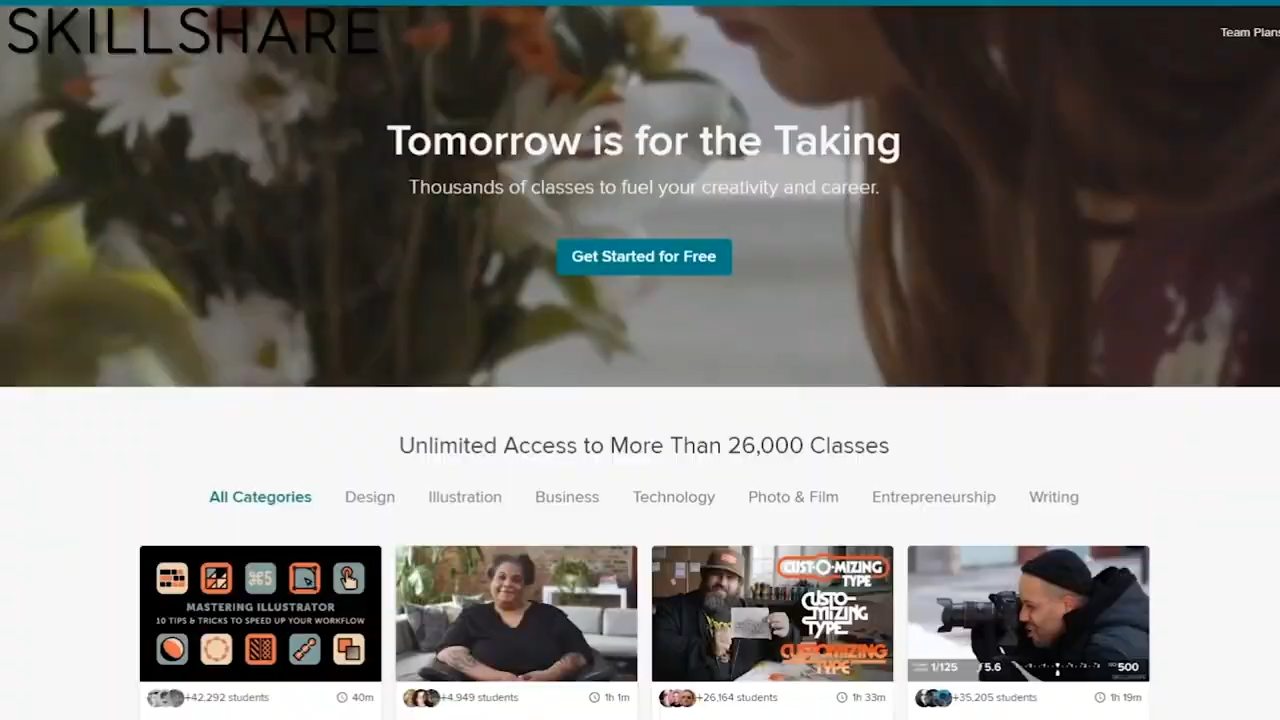 SKILLSHARE
Team Plans
Tomorrow is for the Taking
Thousands of classes to fuel your creativity and career.
Get Started for Free
Unlimited Access to More Than 26,000 Classes
All Categories Design Illustration Business Technology Photo & Film Entrepreneurship Writing
⌘5
MASTERING ILLUSTRATOR
10 TIPS & TRICKS TO SPEED UP YOUR WORKFLOW
CUST-O-MIZING
TYPE
CUSTO-
MIZING
TYPE
CUSTOMIZING
TYPE
1/125 f 5.6 500
+42,292 students 40m
+4,949 students 1h 1m
+26,164 students 1h 33m
+35,205 students 1h 19m